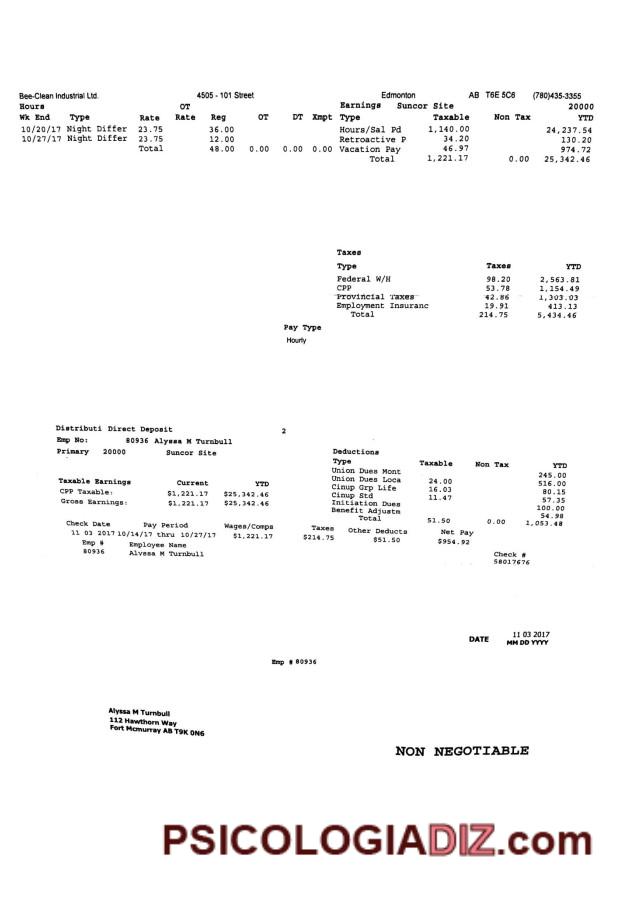 Bee-Clean Industrial Ltd. 4505 - 101 Street Edmonton AB T6E 5C6 (780)435-3355
Hours OT Earnings Suncor Site 20000
Wk End Type Rate Rate Reg OT DT Xmpt Type Taxable Non Tax YTD
10/20/17 Night Differ 23.75 36.00 Hours/Sal Pd 1,140.00 24,237.54
10/27/17 Night Differ 23.75 12.00 Retroactive P 34.20 130.20
Total 48.00 0.00 0.00 0.00 Vacation Pay 46.97 974.72
Total 1,221.17 0.00 25,342.46
Taxes
Type Taxes YTD
Federal W/H 98.20 2,563.81
CPP 53.78 1,154.49
Provincial Taxes 42.86 1,303.03
Employment Insuranc 19.91 413.13
Total 214.75 5,434.46
Pay Type
Hourly
Distributi Direct Deposit 2
Emp No: 80936 Alyssa M Turnbull
Primary 20000 Suncor Site
Taxable Earnings Current YTD
CPP Taxable: $1,221.17 $25,342.46
Gross Earnings: $1,221.17 $25,342.46
Deductions
Type Taxable Non Tax YTD
Union Dues Mont 245.00
Union Dues Loca 24.00 516.00
Cinup Grp Life 16.03 80.15
Cinup Std 11.47 57.35
Initiation Dues 100.00
Benefit Adjustm 54.98
Total 51.50 0.00 1,053.48
Check Date Pay Period Wages/Comps Taxes Other Deducts Net Pay
11 03 2017 10/14/17 thru 10/27/17 $1,221.17 $214.75 $51.50 $954.92
Emp # Employee Name Check #
80936 Alyssa M Turnbull 58017676
DATE 11 03 2017
MM DD YYYY
Emp # 80936
Alyssa M Turnbull
112 Hawthorn Way
Fort Mcmurray AB T9K 0N6
NON NEGOTIABLE
PSICOLOGIADIZ.com